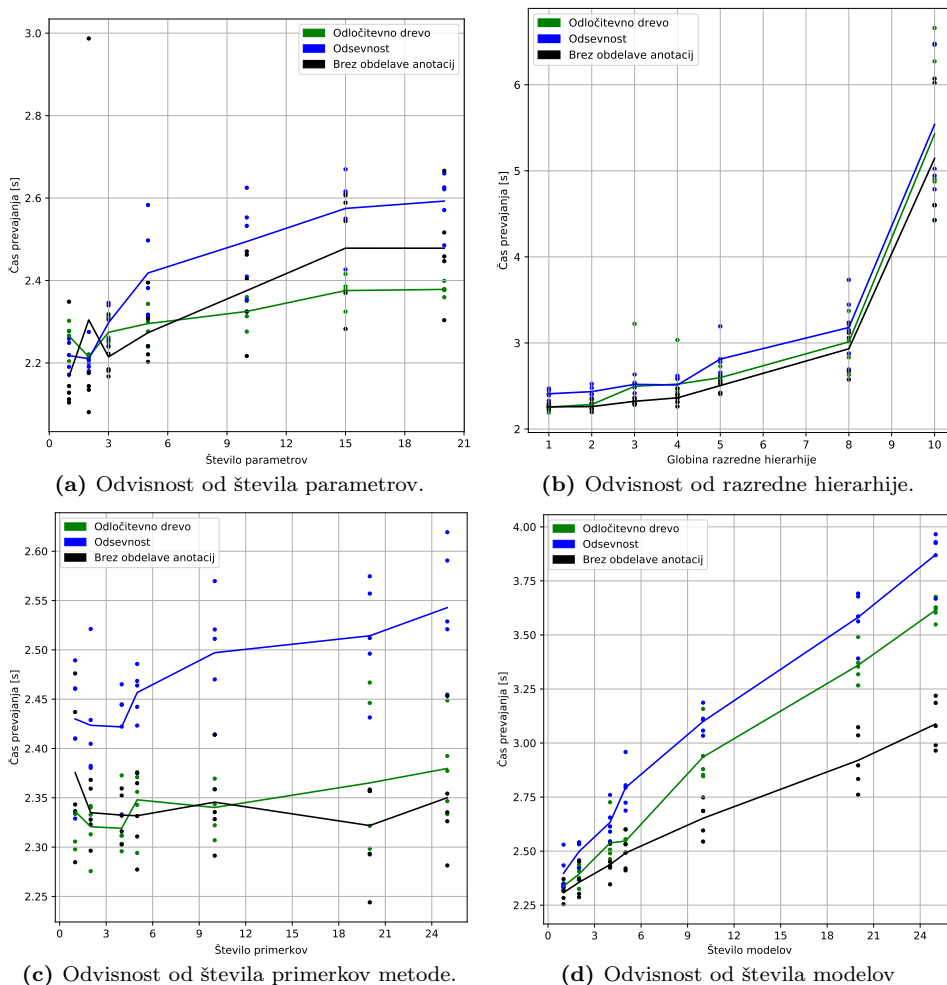 Odločitevno drevo
Odsevnost
Brez obdelave anotacij
3.0
2.8
2.6
2.4
2.2
Čas prevajanja [s]
0 3 6 9 12 15 18 21
Število parametrov
(a) Odvisnost od števila parametrov.
Odločitevno drevo
Odsevnost
Brez obdelave anotacij
6
5
4
3
2
Čas prevajanja [s]
1 2 3 4 5 6 7 8 9 10
Globina razredne hierarhije
(b) Odvisnost od razredne hierarhije.
Odločitevno drevo
Odsevnost
Brez obdelave anotacij
2.60
2.55
2.50
2.45
2.40
2.35
2.30
2.25
Čas prevajanja [s]
0 3 6 9 12 15 18 21 24
Število primerkov
(c) Odvisnost od števila primerkov metode.
Odločitevno drevo
Odsevnost
Brez obdelave anotacij
4.00
3.75
3.50
3.25
3.00
2.75
2.50
2.25
Čas prevajanja [s]
0 3 6 9 12 15 18 21 24
Število modelov
(d) Odvisnost od števila modelov